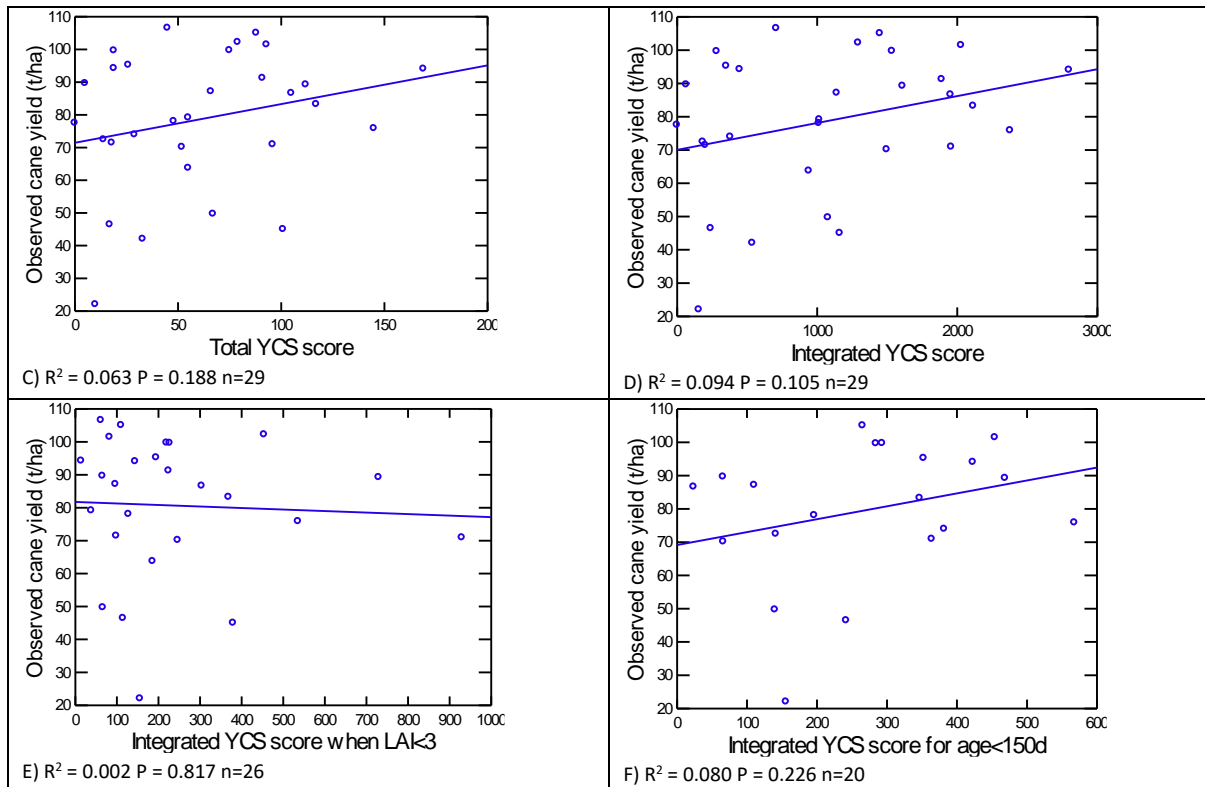 110
100
90
80
70
60
50
40
30
20
Observed cane yield (t/ha)
0 50 100 150 200
Total YCS score
C) R² = 0.063 P = 0.188 n=29
110
100
90
80
70
60
50
40
30
20
Observed cane yield (t/ha)
0 1000 2000 3000
Integrated YCS score
D) R² = 0.094 P = 0.105 n=29
110
100
90
80
70
60
50
40
30
20
Observed cane yield (t/ha)
0 100 200 300 400 500 600 700 800 900 1000
Integrated YCS score when LAI<3
E) R² = 0.002 P = 0.817 n=26
110
100
90
80
70
60
50
40
30
20
Observed cane yield (t/ha)
0 100 200 300 400 500 600
Integrated YCS score for age<150d
F) R² = 0.080 P = 0.226 n=20